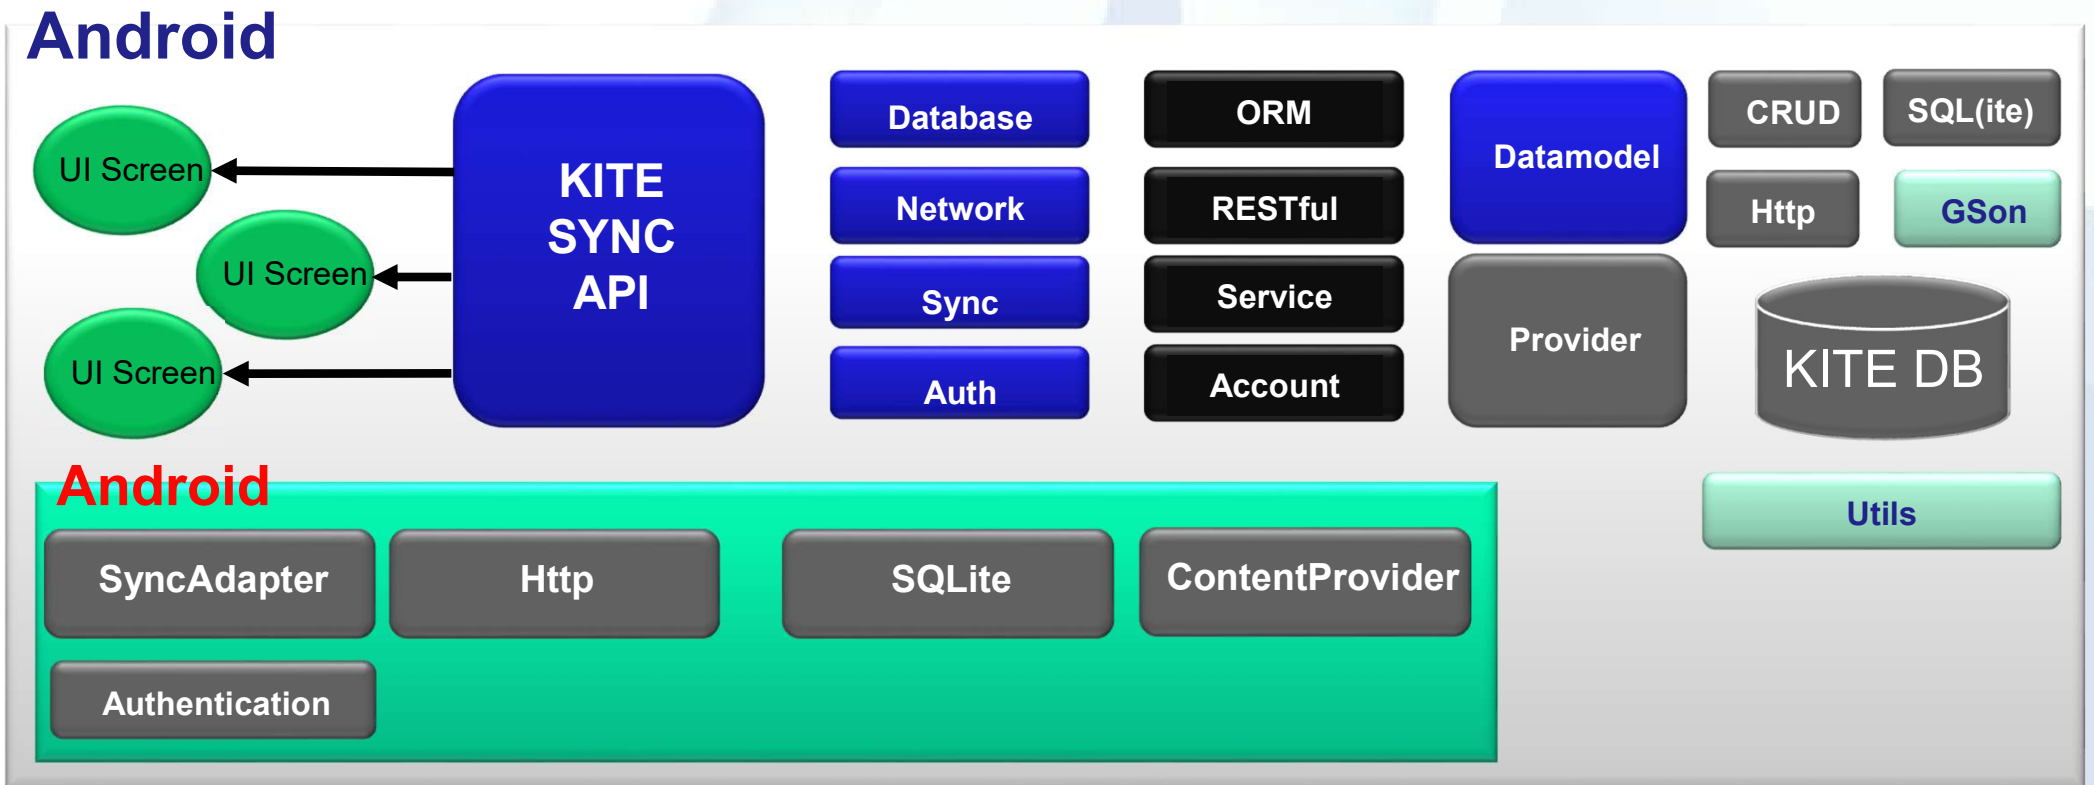 Android
UI Screen
UI Screen
UI Screen
KITE
SYNC
API
Database
Network
Sync
Auth
ORM
RESTful
Service
Account
Datamodel
Provider
CRUD
SQL(ite)
Http
GSon
KITE DB
Utils
Android
SyncAdapter
Http
SQLite
ContentProvider
Authentication